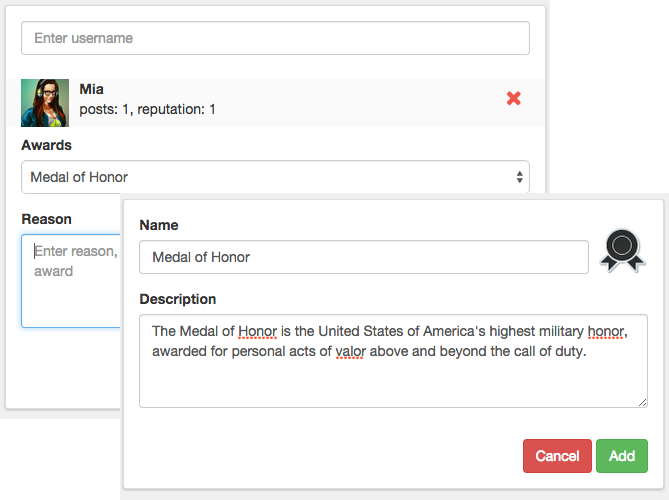 Enter username
Mia
posts: 1, reputation: 1
Awards
Medal of Honor
Reason
Enter reason,
award
Name
Medal of Honor
Description
The Medal of Honor is the United States of America's highest military honor,
awarded for personal acts of valor above and beyond the call of duty.
Cancel Add